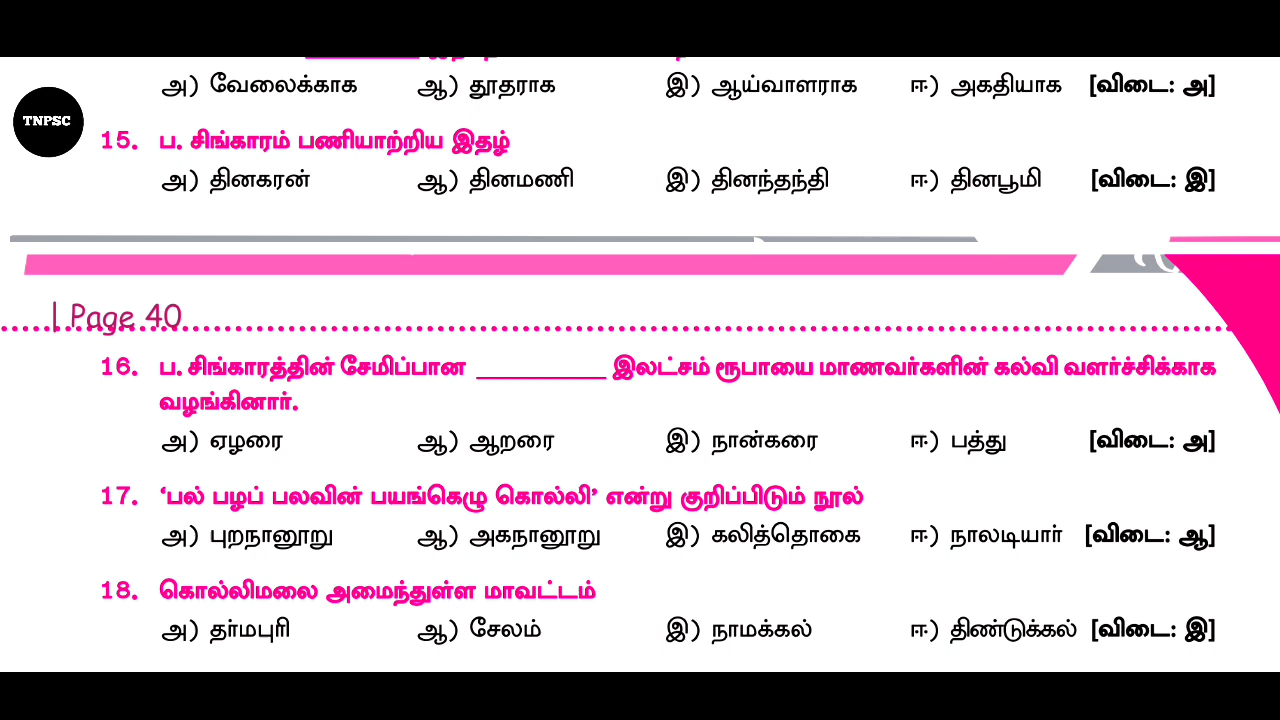 அ) வேலைக்காக ஆ) தூதராக இ) ஆய்வாளராக ஈ) அகதியாக [விடை: அ]
TNPSC
15. ப. சிங்காரம் பணியாற்றிய இதழ்
அ) தினகரன் ஆ) தினமணி இ) தினந்தந்தி ஈ) தினபூமி [விடை: இ]
| Page 40
16. ப. சிங்காரத்தின் சேமிப்பான __________ இலட்சம் ரூபாயை மாணவர்களின் கல்வி வளர்ச்சிக்காக
வழங்கினார்.
அ) ஏழரை ஆ) ஆறரை இ) நான்கரை ஈ) பத்து [விடை: அ]
17. ‘பல் பழப் பலவின் பயங்கெழு கொல்லி’ என்று குறிப்பிடும் நூல்
அ) புறநானூறு ஆ) அகநானூறு இ) கலித்தொகை ஈ) நாலடியார் [விடை: ஆ]
18. கொல்லிமலை அமைந்துள்ள மாவட்டம்
அ) தர்மபுரி ஆ) சேலம் இ) நாமக்கல் ஈ) திண்டுக்கல் [விடை: இ]